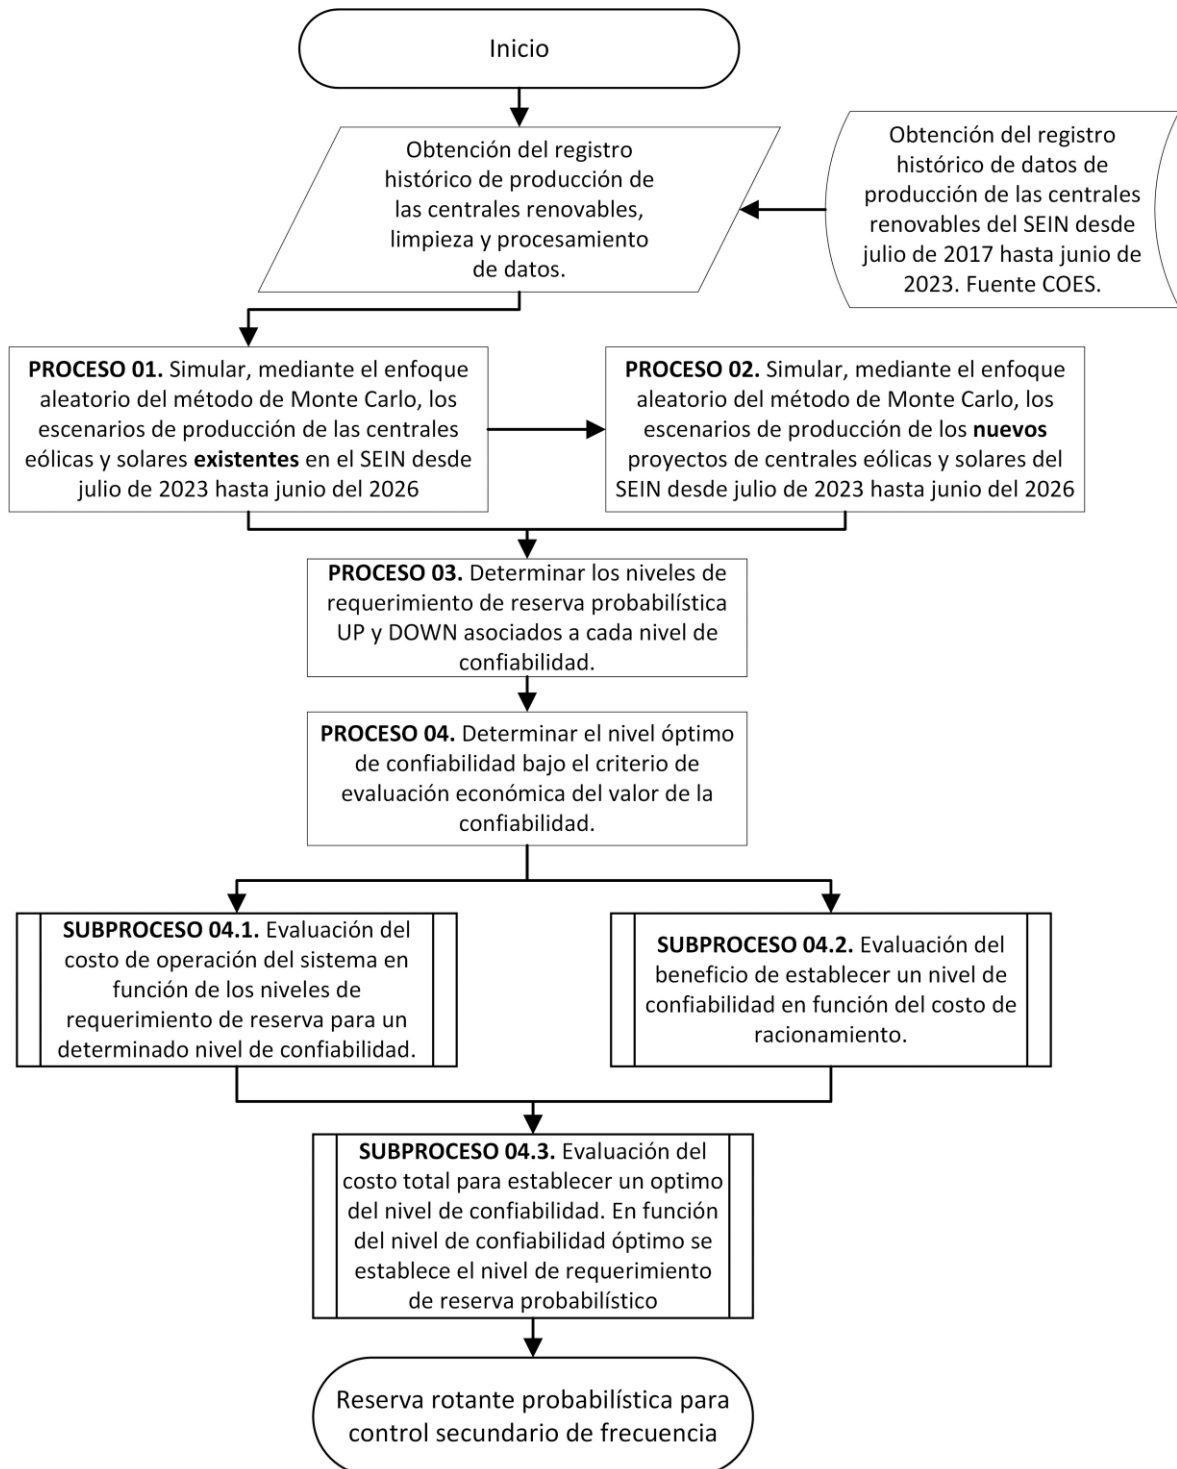 Inicio
Obtención del registro
histórico de producción de
las centrales renovables,
limpieza y procesamiento
de datos.
Obtención del registro
histórico de datos de
producción de las centrales
renovables del SEIN desde
julio de 2017 hasta junio de
2023. Fuente COES.
PROCESO 01. Simular, mediante el enfoque
aleatorio del método de Monte Carlo, los
escenarios de producción de las centrales
eólicas y solares existentes en el SEIN desde
julio de 2023 hasta junio del 2026
PROCESO 02. Simular, mediante el enfoque
aleatorio del método de Monte Carlo, los
escenarios de producción de los nuevos
proyectos de centrales eólicas y solares del
SEIN desde julio de 2023 hasta junio del 2026
PROCESO 03. Determinar los niveles de
requerimiento de reserva probabilística
UP y DOWN asociados a cada nivel de
confiabilidad.
PROCESO 04. Determinar el nivel óptimo
de confiabilidad bajo el criterio de
evaluación económica del valor de la
confiabilidad.
SUBPROCESO 04.1. Evaluación del
costo de operación del sistema en
función de los niveles de
requerimiento de reserva para un
determinado nivel de confiabilidad.
SUBPROCESO 04.2. Evaluación del
beneficio de establecer un nivel de
confiabilidad en función del costo de
racionamiento.
SUBPROCESO 04.3. Evaluación del
costo total para establecer un optimo
del nivel de confiabilidad. En función
del nivel de confiabilidad óptimo se
establece el nivel de requerimiento
de reserva probabilístico
Reserva rotante probabilística para
control secundario de frecuencia